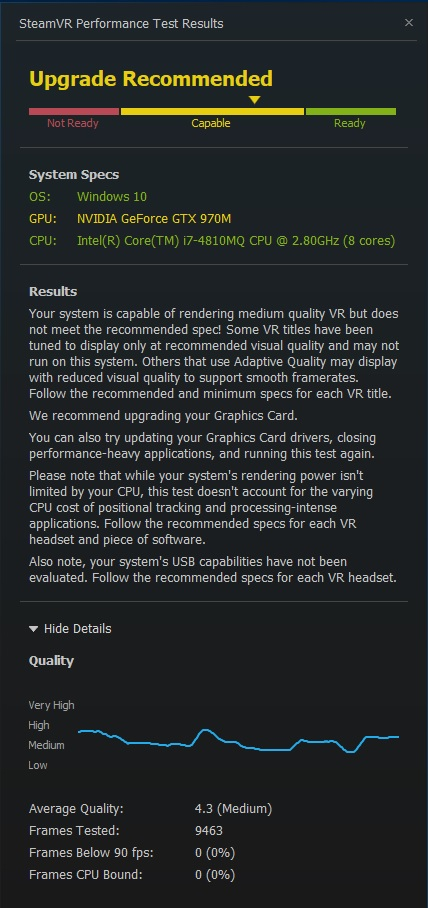 SteamVR Performance Test Results
Upgrade Recommended
Not Ready
Capable
Ready
System Specs
OS: Windows 10
GPU: NVIDIA GeForce GTX 970M
CPU: Intel(R) Core(TM) i7-4810MQ CPU @ 2.80GHz (8 cores)
Results
Your system is capable of rendering medium quality VR but does
not meet the recommended spec! Some VR titles have been
tuned to display only at recommended visual quality and may not
run on this system. Others that use Adaptive Quality may display
with reduced visual quality to support smooth framerates.
Follow the recommended and minimum specs for each VR title.
We recommend upgrading your Graphics Card.
You can also try updating your Graphics Card drivers, closing
performance-heavy applications, and running this test again.
Please note that while your system's rendering power isn't
limited by your CPU, this test doesn't account for the varying
CPU cost of positional tracking and processing-intense
applications. Follow the recommended specs for each VR
headset and piece of software.
Also note, your system's USB capabilities have not been
evaluated. Follow the recommended specs for each VR headset.
Hide Details
Quality
Very High
High
Medium
Low
Average Quality: 4.3 (Medium)
Frames Tested: 9463
Frames Below 90 fps: 0 (0%)
Frames CPU Bound: 0 (0%)